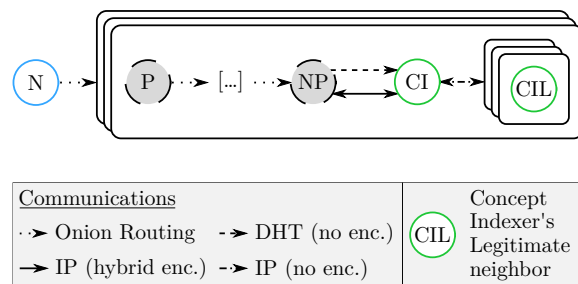 N P [...] NP CI CIL
Communications
Onion Routing DHT (no enc.)
IP (hybrid enc.) IP (no enc.)
CIL
Concept
Indexer's
Legitimate
neighbor